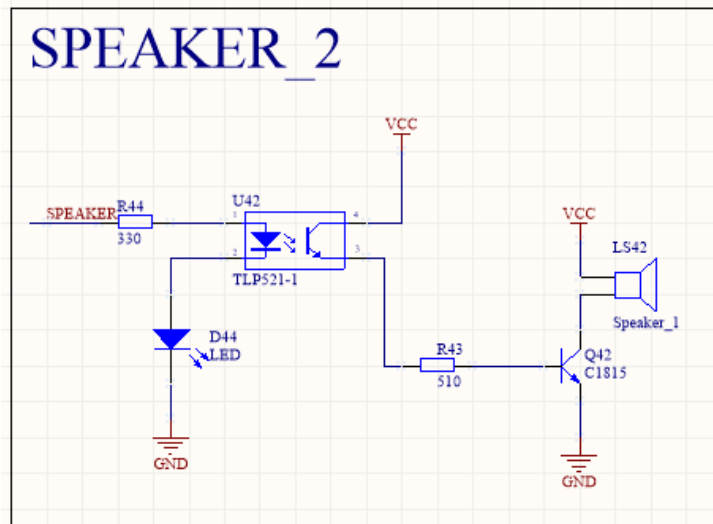 SPEAKER_2
VCC
SPEAKER
R44
330
U42
1
2
4
3
TLP521-1
VCC
LS42
Speaker_1
D44
LED
R43
510
Q42
C1815
GND
GND